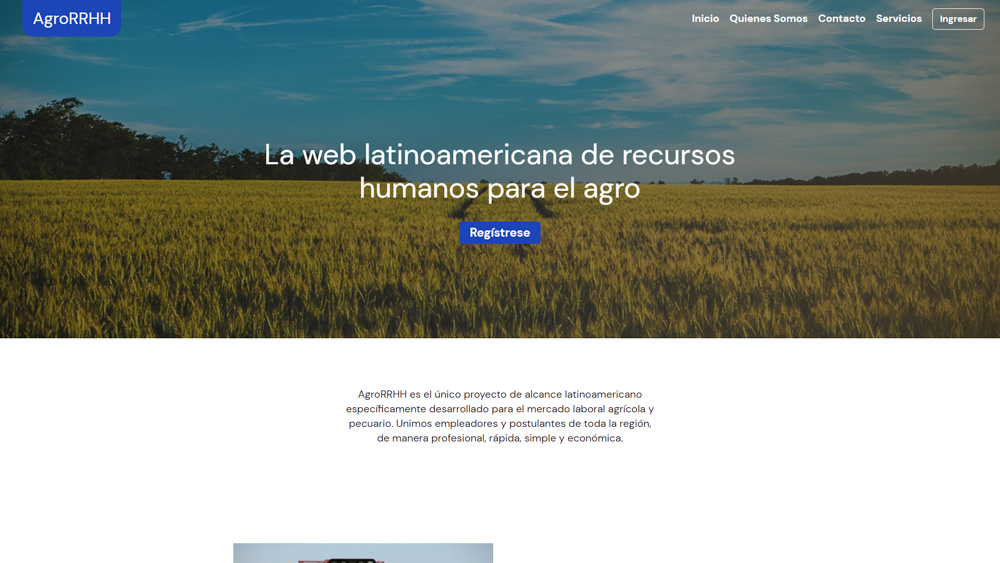 AgroRRHH
Inicio Quienes Somos Contacto Servicios Ingresar
La web latinoamericana de recursos
humanos para el agro
Regístrese
AgroRRHH es el único proyecto de alcance latinoamericano
específicamente desarrollado para el mercado laboral agrícola y
pecuario. Unimos empleadores y postulantes de toda la región,
de manera profesional, rápida, simple y económica.